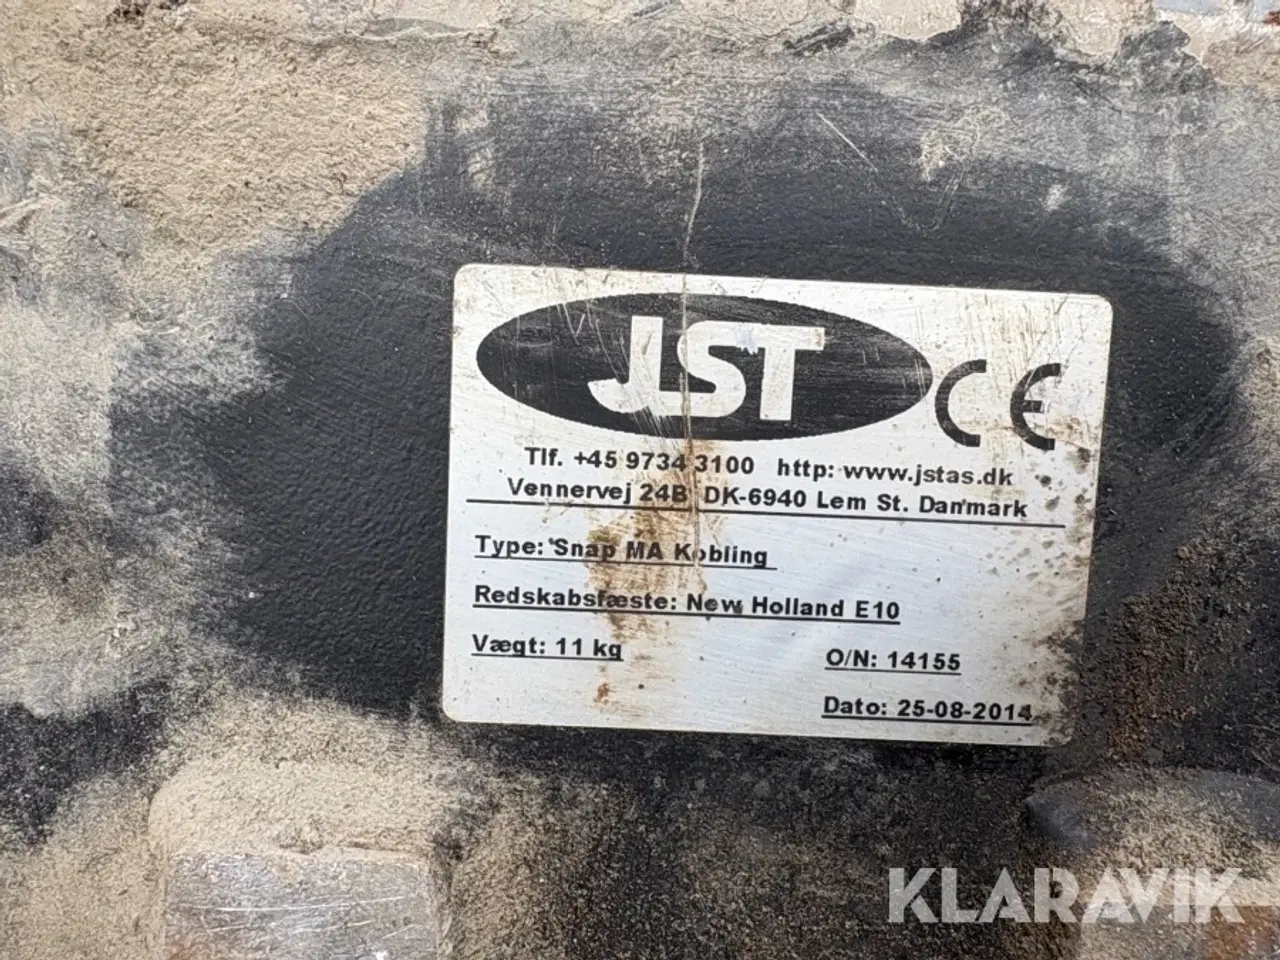 JST CE
Tlf. +45 9734 3100 http: www.jstas.dk
Vennervej 24B DK-6940 Lem St. Danmark
Type: Snap MA Kobling
Redskabsfæste: New Holland E10
Vægt: 11 kg
O/N: 14155
Dato: 25-08-2014
KLARAVIK